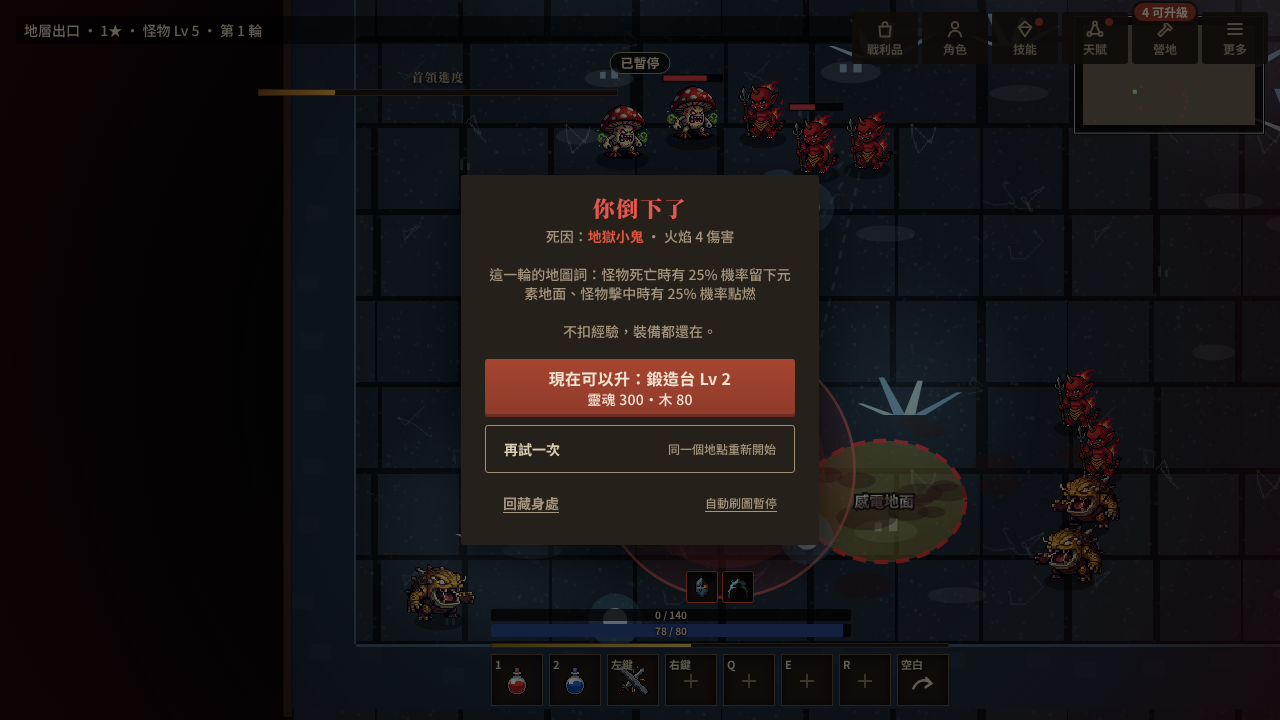 地層出口 · 1★ · 怪物 Lv 5 · 第 1 輪
4 可升級
戰利品
角色
技能
天賦
營地
更多
已暫停
首領進度
你倒下了
死因：地獄小鬼 · 火焰 4 傷害
這一輪的地圖詞：怪物死亡時有 25% 機率留下元
素地面、怪物擊中時有 25% 機率點燃
不扣經驗，裝備都還在。
現在可以升：鍛造台 Lv 2
靈魂 300・木 80
再試一次
同一個地點重新開始
回藏身處
自動刷圖暫停
感電地面
0 / 140
78 / 80
1
2
左鍵
右鍵
Q
E
R
空白